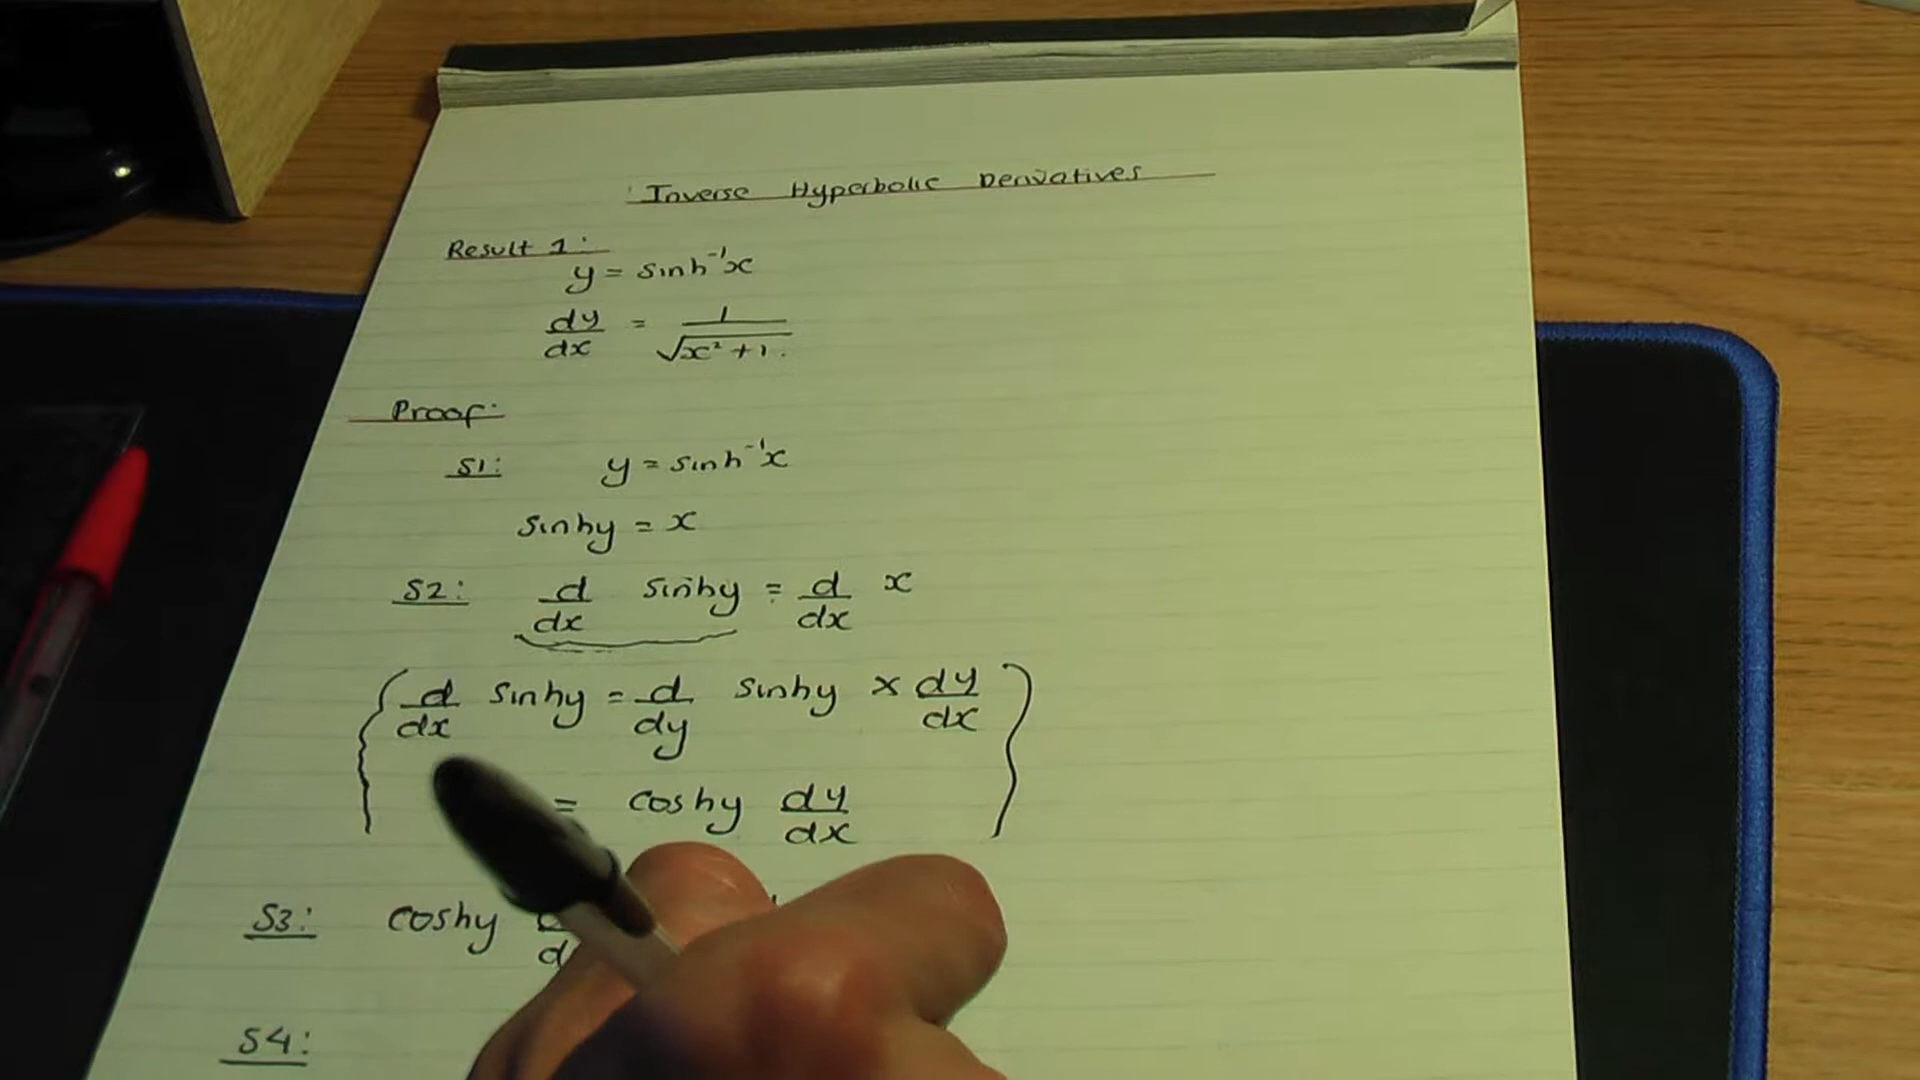 Inverse Hyperbolic Derivatives
Result 1:
y = sinh⁻¹x
dy/dx = 1/√x² + 1.
Proof:
S1: y = sinh⁻¹x
sinhy = x
S2: d/dx sinhy = d/dx x
d/dx sinhy = d/dy sinhy × dy/dx
= coshy dy/dx
S3: coshy
S4: